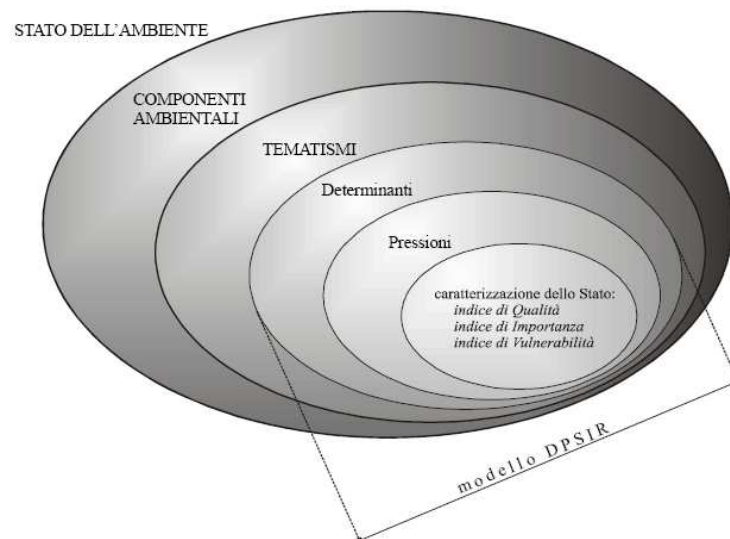 STATO DELL'AMBIENTE
COMPONENTI
AMBIENTALI
TEMATISMI
Determinanti
Pressioni
caratterizzazione dello Stato:
indice di Qualità
indice di Importanza
indice di Vulnerabilità
modello DPSIR